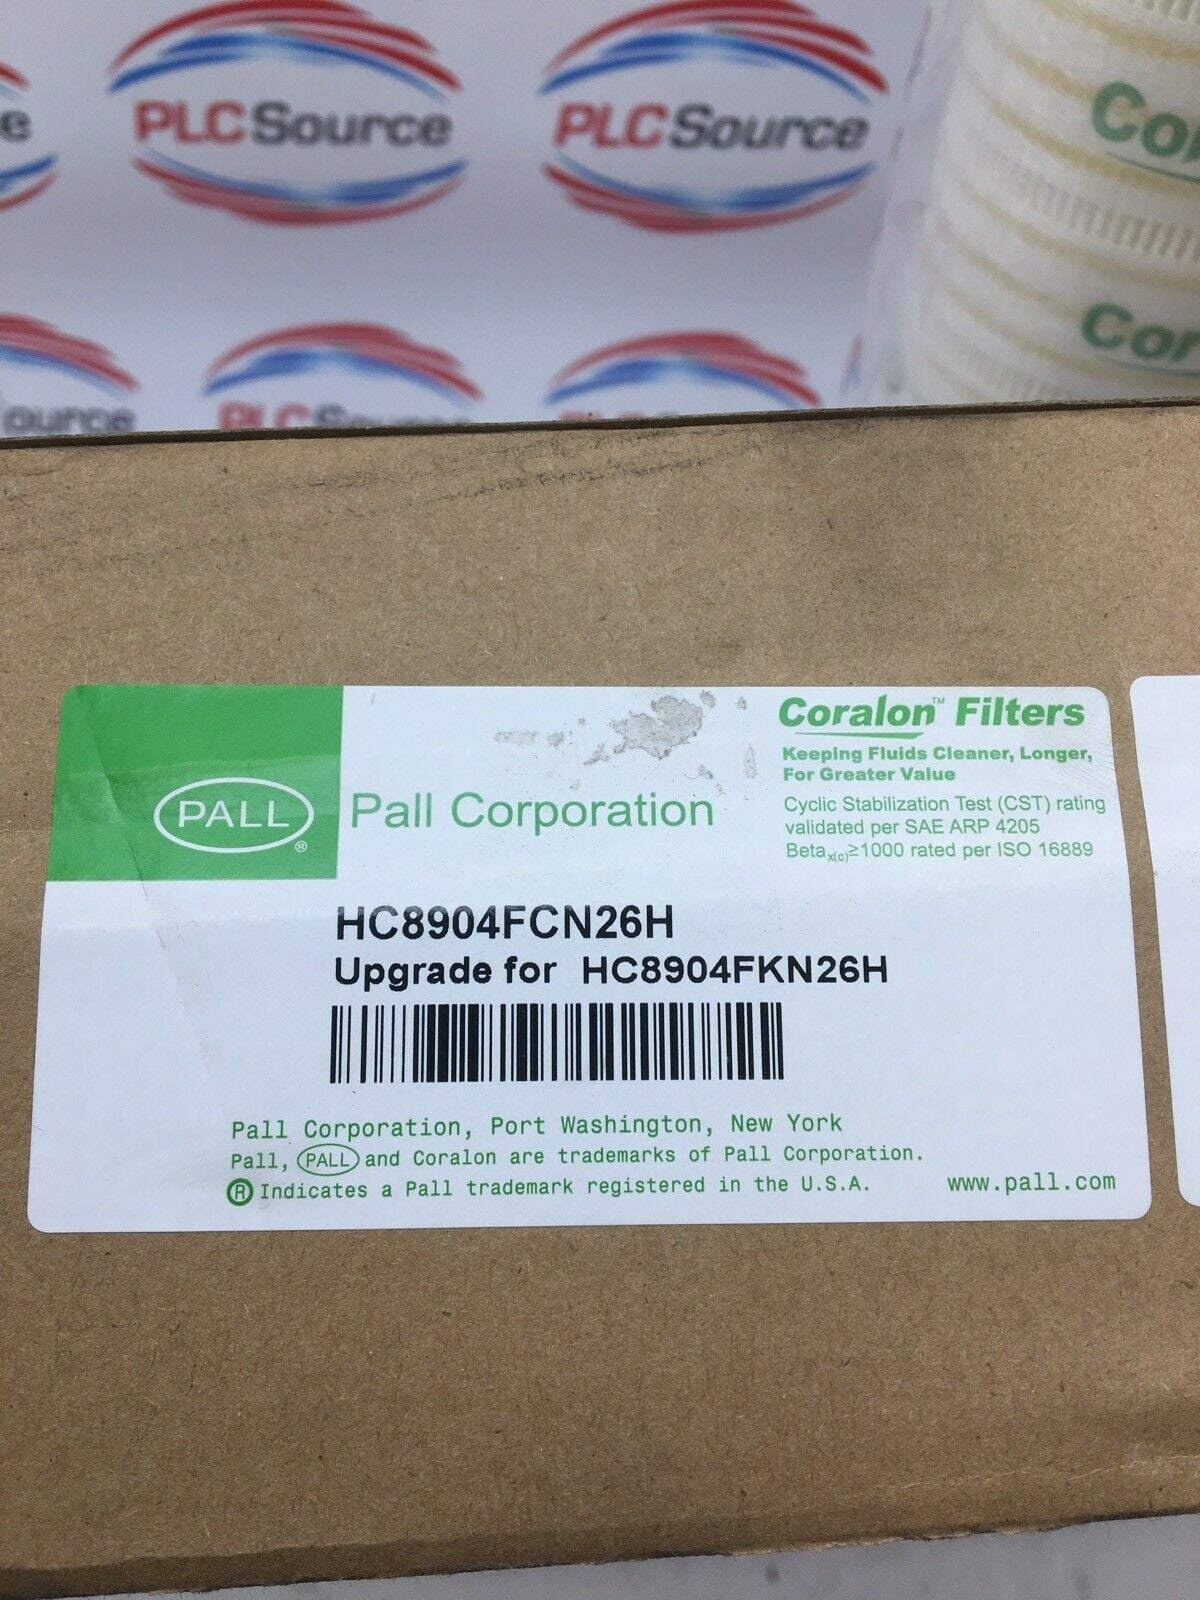 PLCSource
PLCSource
PLCSource
Source
Coralon™ Filters
Keeping Fluids Cleaner, Longer,
For Greater Value
Cyclic Stabilization Test (CST) rating
validated per SAE ARP 4205
Betax(c)≥1000 rated per ISO 16889
PALL®
Pall Corporation
HC8904FCN26H
Upgrade for HC8904FKN26H
Pall Corporation, Port Washington, New York
Pall, PALL and Coralon are trademarks of Pall Corporation.
® Indicates a Pall trademark registered in the U.S.A.
www.pall.com